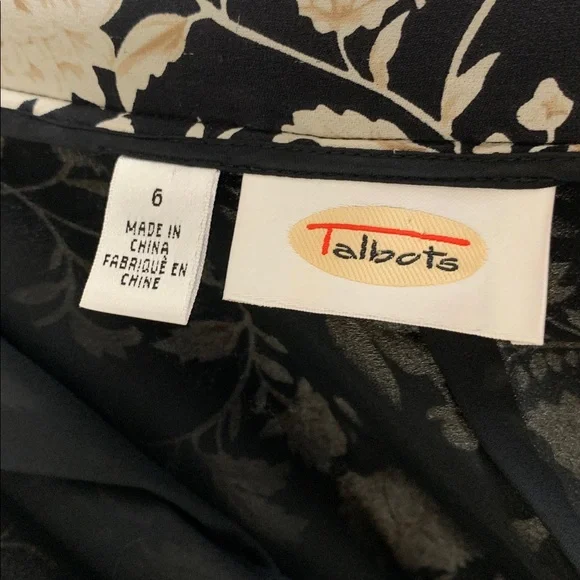 6
MADE IN
CHINA
FABRIQUÉ EN
CHINE
Talbots